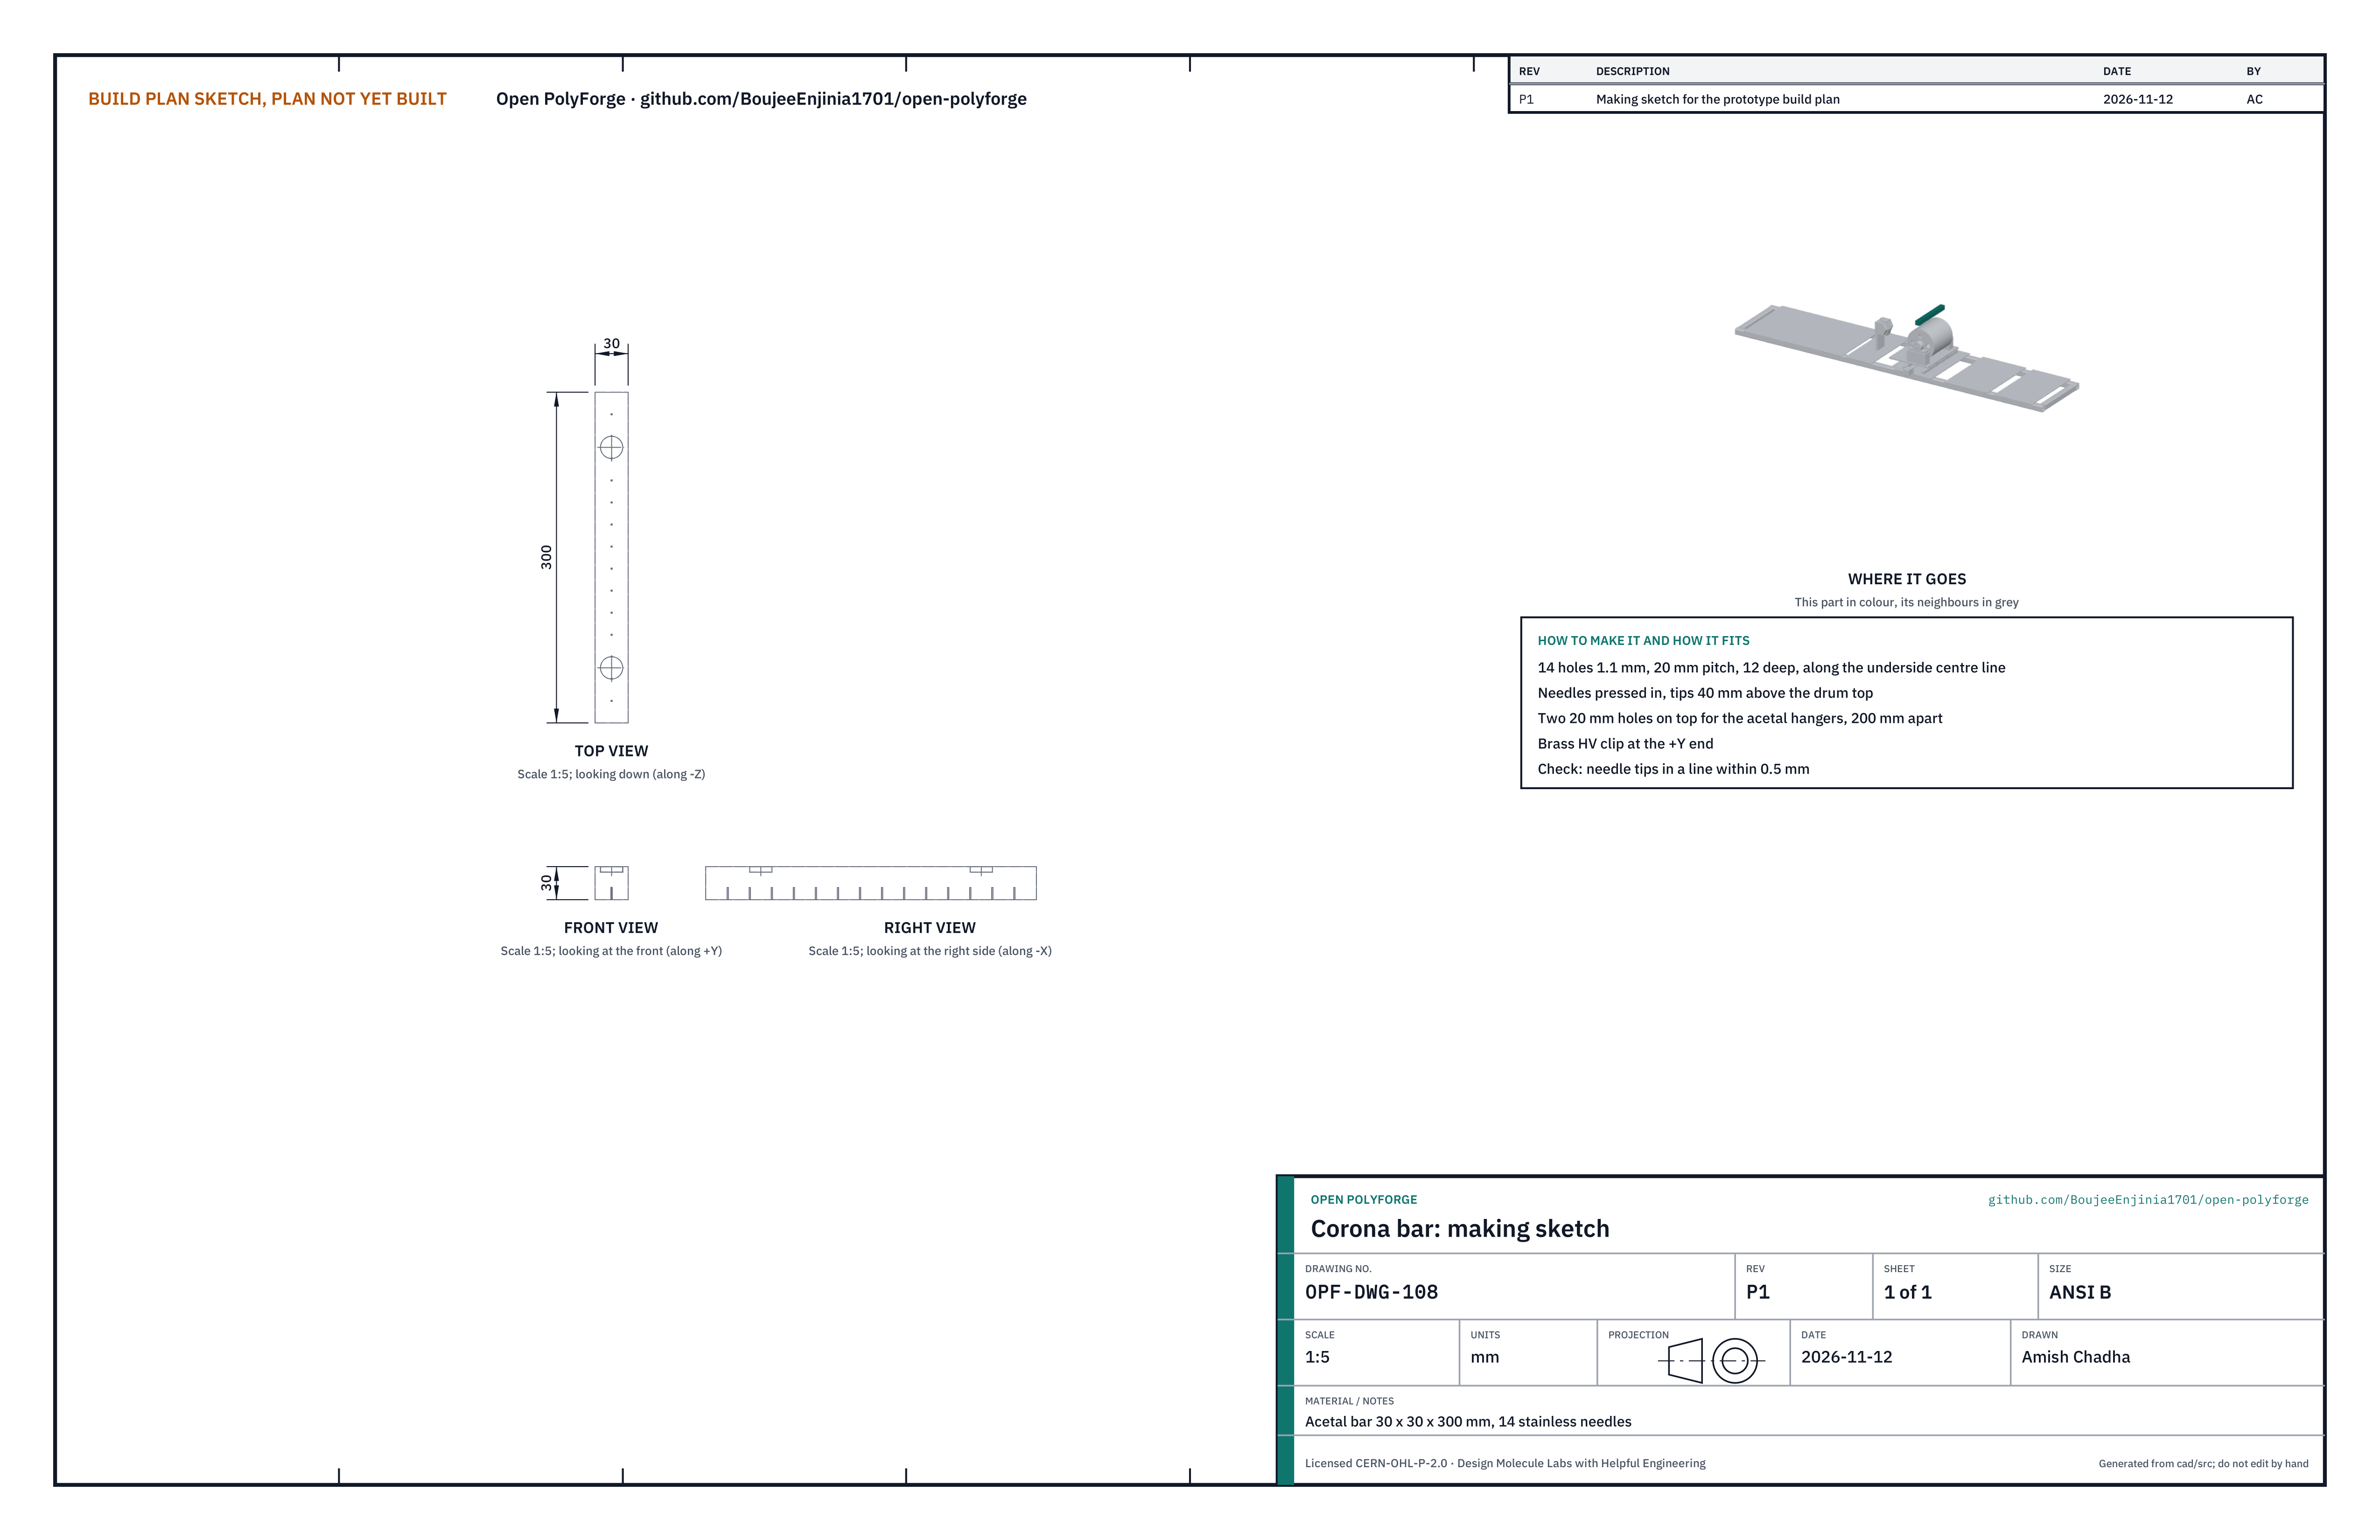 BUILD PLAN SKETCH, PLAN NOT YET BUILT
Open PolyForge · github.com/BoujeeEnjinia1701/open-polyforge
REV DESCRIPTION DATE BY
P1 Making sketch for the prototype build plan 2026-11-12 AC
30
300
TOP VIEW
Scale 1:5; looking down (along -Z)
30
FRONT VIEW
Scale 1:5; looking at the front (along +Y)
RIGHT VIEW
Scale 1:5; looking at the right side (along -X)
WHERE IT GOES
This part in colour, its neighbours in grey
HOW TO MAKE IT AND HOW IT FITS
14 holes 1.1 mm, 20 mm pitch, 12 deep, along the underside centre line
Needles pressed in, tips 40 mm above the drum top
Two 20 mm holes on top for the acetal hangers, 200 mm apart
Brass HV clip at the +Y end
Check: needle tips in a line within 0.5 mm
OPEN POLYFORGE
github.com/BoujeeEnjinia1701/open-polyforge
Corona bar: making sketch
DRAWING NO. REV SHEET SIZE
OPF-DWG-108 P1 1 of 1 ANSI B
SCALE UNITS PROJECTION DATE DRAWN
1:5 mm 2026-11-12 Amish Chadha
MATERIAL / NOTES
Acetal bar 30 x 30 x 300 mm, 14 stainless needles
Licensed CERN-OHL-P-2.0 · Design Molecule Labs with Helpful Engineering
Generated from cad/src; do not edit by hand